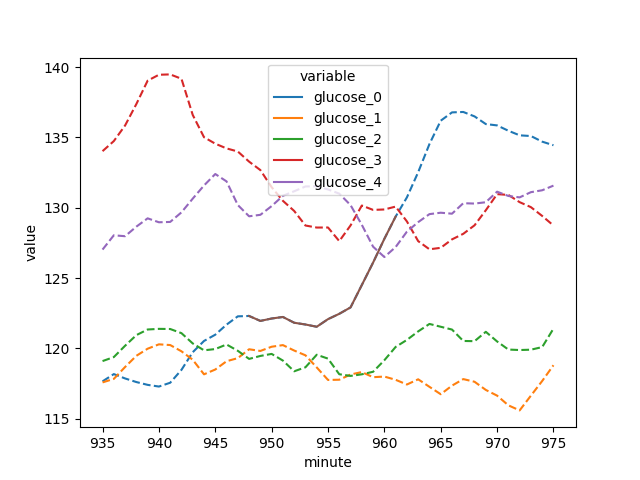 variable
glucose_0
glucose_1
glucose_2
glucose_3
glucose_4
140
135
130
125
120
115
value
935 940 945 950 955 960 965 970 975
minute